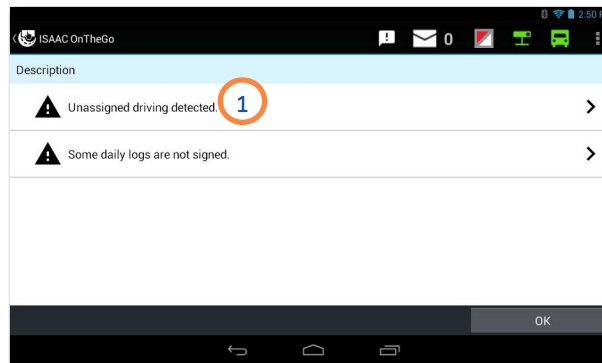 2:50 P
ISAAC OnTheGo
0
Description
Unassigned driving detected.
1
Some daily logs are not signed.
OK